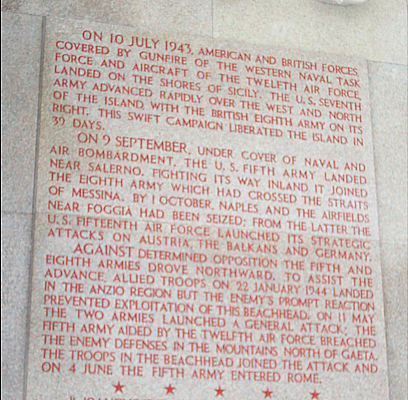 ON 10 JULY 1943, AMERICAN AND BRITISH FORCES,
COVERED BY GUNFIRE OF THE WESTERN NAVAL TASK
FORCE AND AIRCRAFT OF THE TWELFTH AIR FORCE,
LANDED ON THE SHORES OF SICILY. THE U.S. SEVENTH
ARMY ADVANCED RAPIDLY OVER THE WEST AND NORTH
OF THE ISLAND, WITH THE BRITISH EIGHTH ARMY ON ITS
RIGHT. THIS SWIFT CAMPAIGN LIBERATED THE ISLAND IN
39 DAYS.
ON 9 SEPTEMBER, UNDER COVER OF NAVAL AND
AIR BOMBARDMENT, THE U.S. FIFTH ARMY LANDED
NEAR SALERNO. FIGHTING ITS WAY INLAND IT JOINED
THE EIGHTH ARMY WHICH HAD CROSSED THE STRAITS
OF MESSINA. BY 1 OCTOBER, NAPLES AND THE AIRFIELDS
NEAR FOGGIA HAD BEEN SEIZED; FROM THE LATTER THE
U.S. FIFTEENTH AIR FORCE LAUNCHED ITS STRATEGIC
ATTACKS ON AUSTRIA, THE BALKANS AND GERMANY.
AGAINST DETERMINED OPPOSITION THE FIFTH AND
EIGHTH ARMIES DROVE NORTHWARD. TO ASSIST THE
ADVANCE, ALLIED TROOPS ON 22 JANUARY 1944 LANDED
IN THE ANZIO REGION BUT THE ENEMY'S PROMPT REACTION
PREVENTED EXPLOITATION OF THIS BEACHHEAD. ON 11 MAY
THE TWO ARMIES LAUNCHED A GENERAL ATTACK; THE
FIFTH ARMY AIDED BY THE TWELFTH AIR FORCE BREACHED
THE ENEMY DEFENSES IN THE MOUNTAINS NORTH OF GAETA.
THE TROOPS IN THE BEACHHEAD JOINED THE ATTACK AND
ON 4 JUNE THE FIFTH ARMY ENTERED ROME.